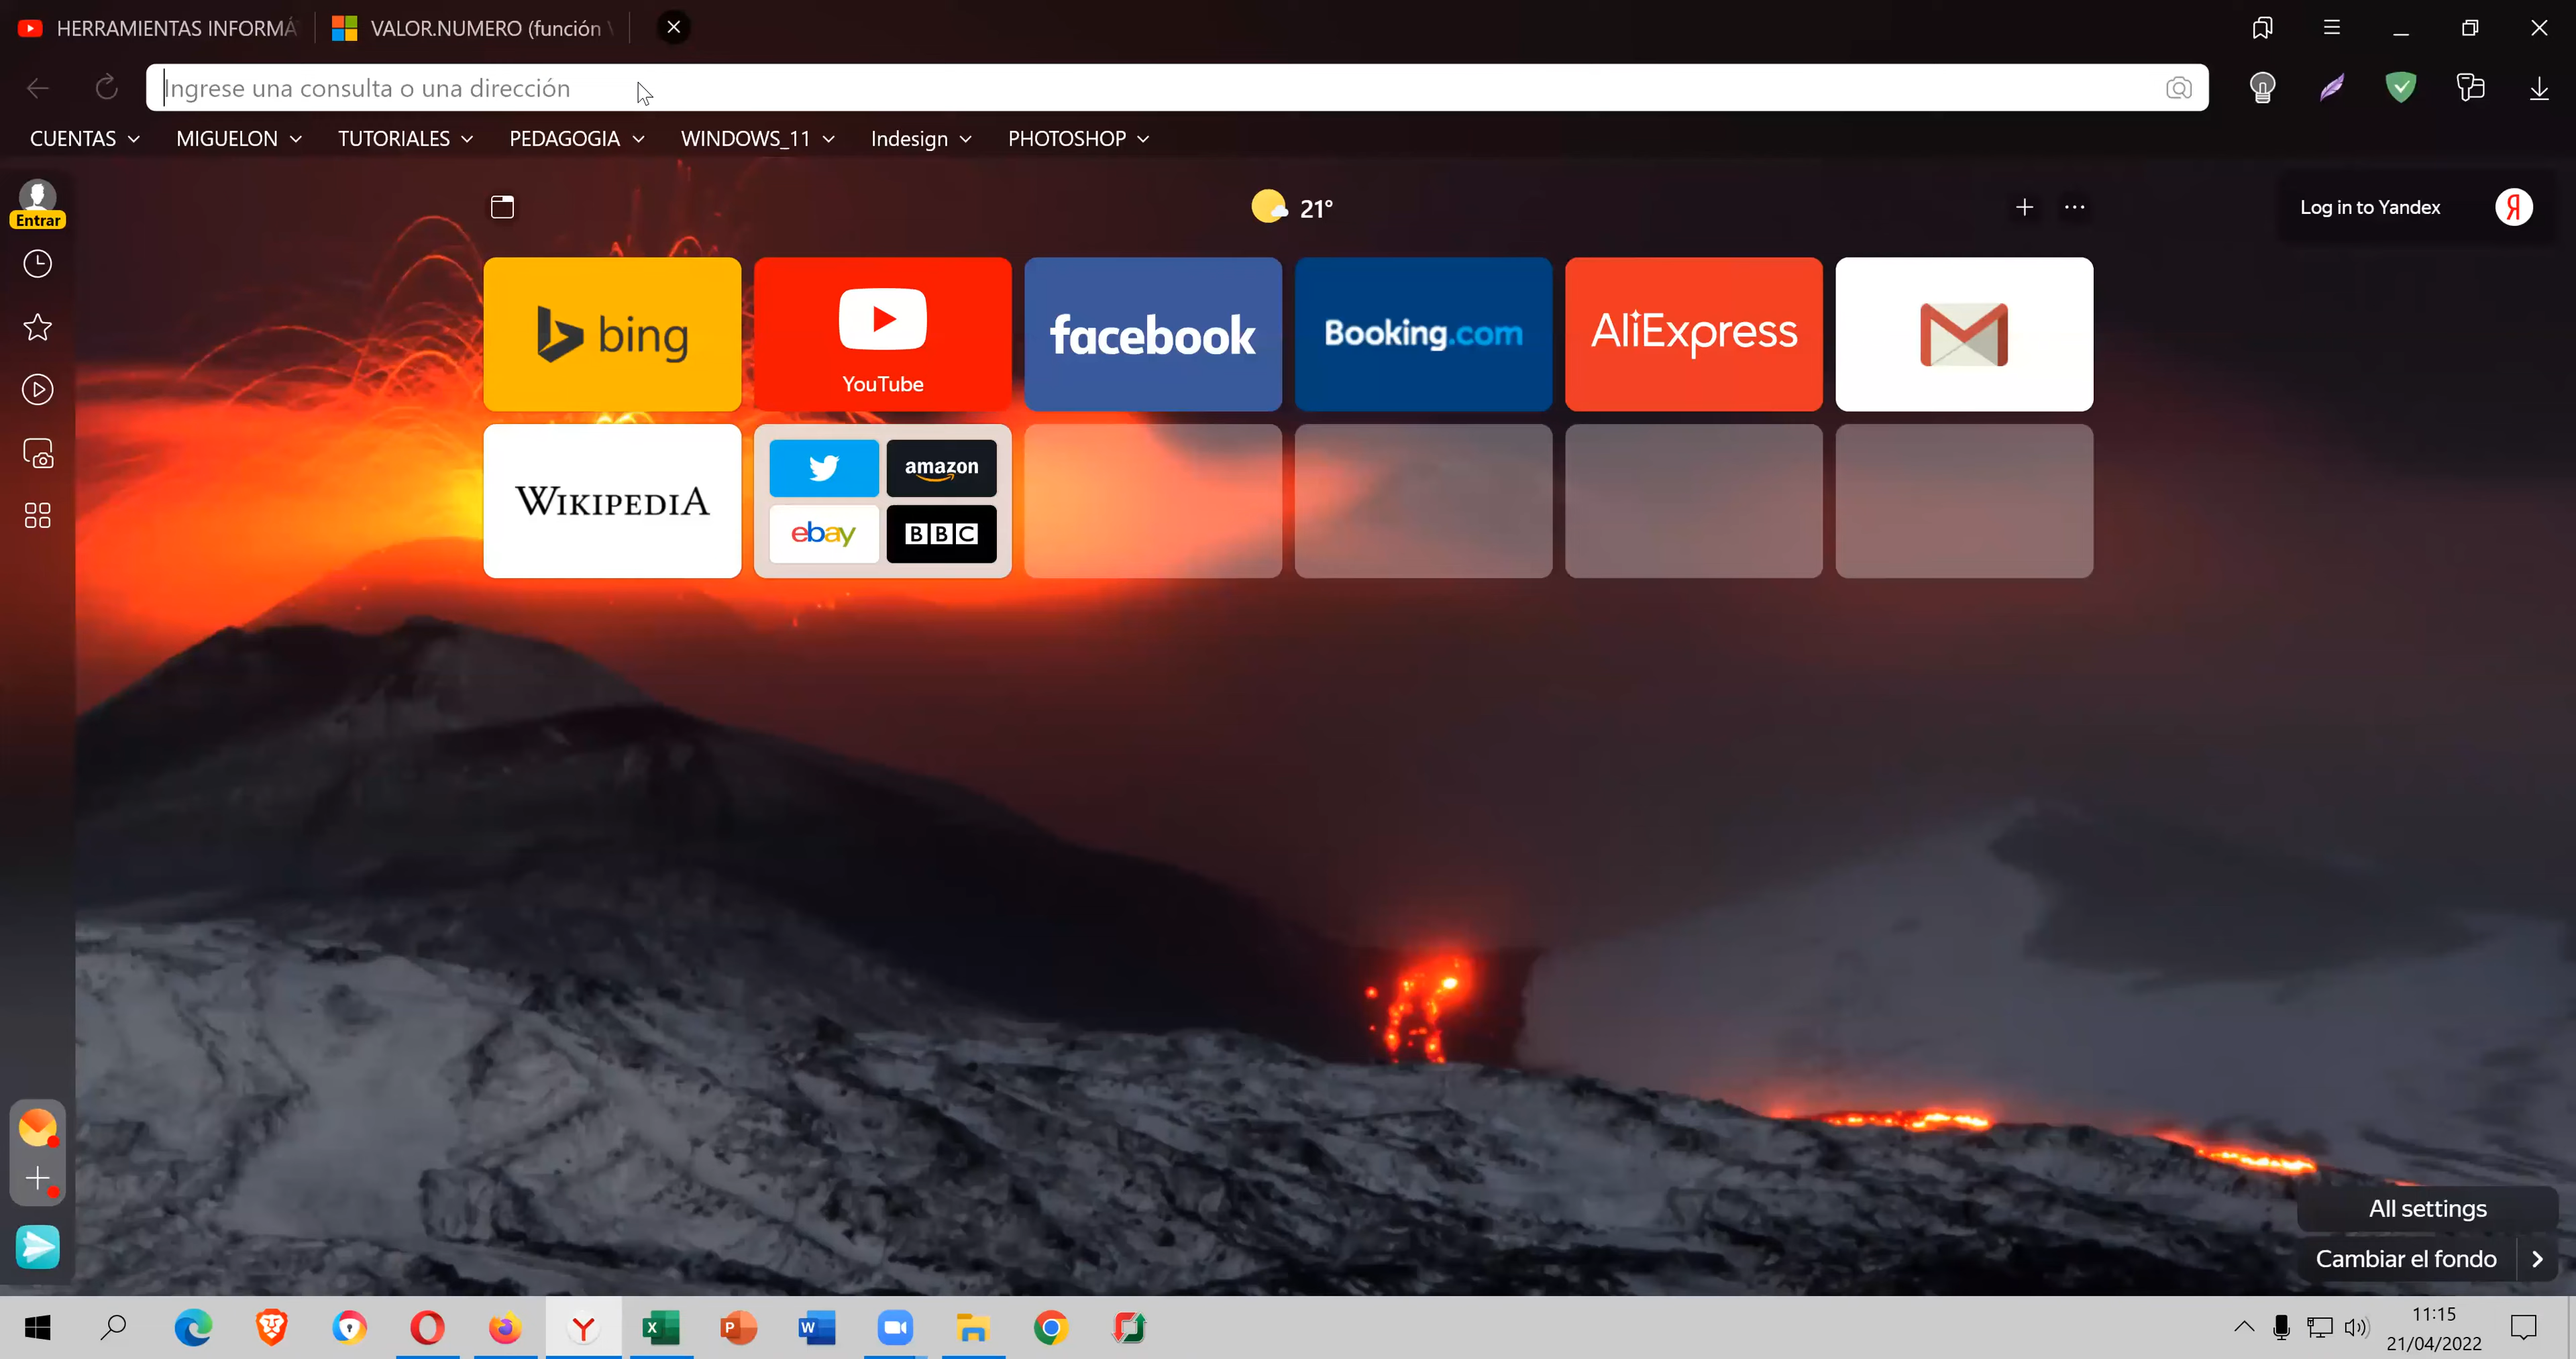 HERRAMIENTAS INFORMÁ
VALOR.NUMERO (función
Ingrese una consulta o una dirección
CUENTAS MIGUELON TUTORIALES PEDAGOGIA WINDOWS_11 Indesign PHOTOSHOP
Entrar
21°
Log in to Yandex
Я
bing
YouTube
facebook
Booking.com
AliExpress
WIKIPEDIA
amazon
ebay
BBC
All settings
Cambiar el fondo
11:15
21/04/2022